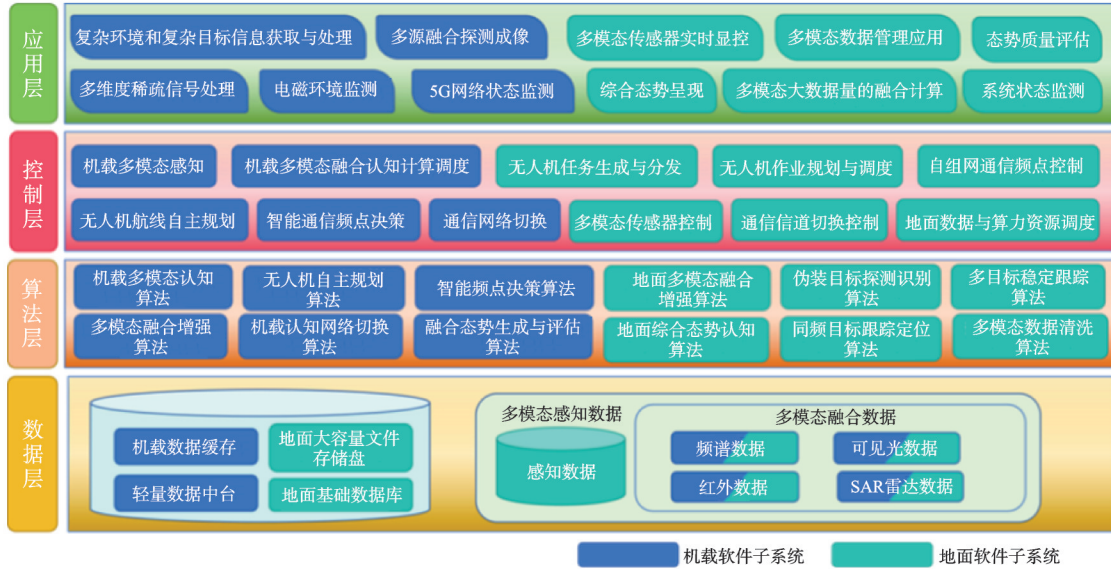 应用层
复杂环境和复杂目标信息获取与处理
多源融合探测成像
多模态传感器实时显控
多模态数据管理应用
态势质量评估
多维度稀疏信号处理
电磁环境监测
5G网络状态监测
综合态势呈现
多模态大数据量的融合计算
系统状态监测
控制层
机载多模态感知
机载多模态融合认知计算调度
无人机任务生成与分发
无人机作业规划与调度
自组网通信频点控制
无人机航线自主规划
智能通信频点决策
通信网络切换
多模态传感器控制
通信信道切换控制
地面数据与算力资源调度
算法层
机载多模态认知
算法
无人机自主规划
算法
智能频点决策算法
地面多模态融合
增强算法
伪装目标探测识别
算法
多目标稳定跟踪
算法
多模态融合增强
算法
机载认知网络切换
算法
融合态势生成与评估
算法
地面综合态势认知
算法
同频目标跟踪定位
算法
多模态数据清洗
算法
数据层
机载数据缓存
地面大容量文件
存储盘
轻量数据中台
地面基础数据库
多模态感知数据
感知数据
多模态融合数据
频谱数据
可见光数据
红外数据
SAR雷达数据
机载软件子系统
地面软件子系统